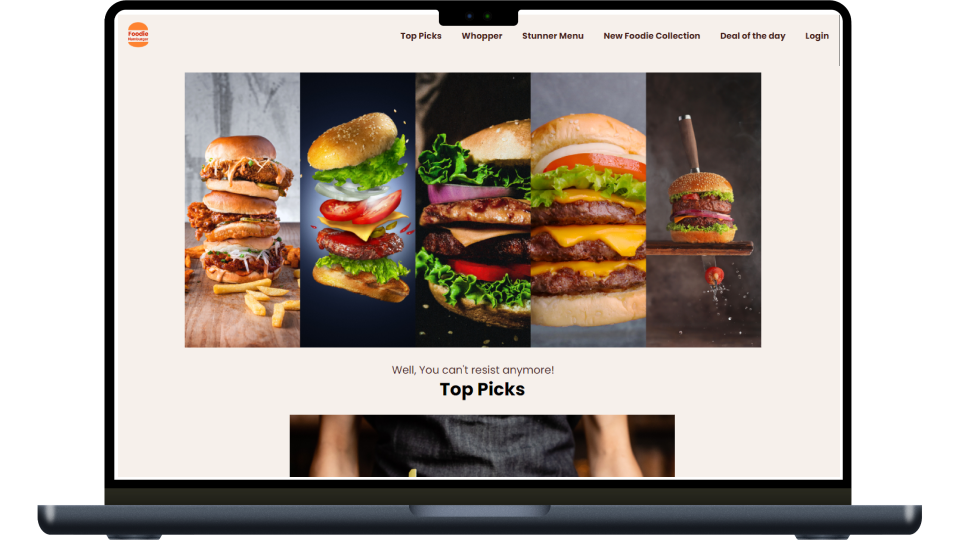 Foodie
Hamburger
Top Picks Whopper Stunner Menu New Foodie Collection Deal of the day Login
Well, You can't resist anymore!
Top Picks